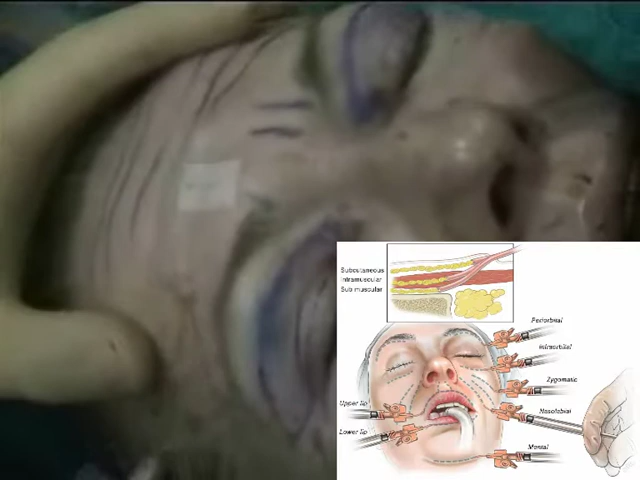 Subcutaneous
Intramuscular
Sub muscular
Periorbital
Infraorbital
Zygomatic
Nasolabial
Mental
Upper lip
Lower lip